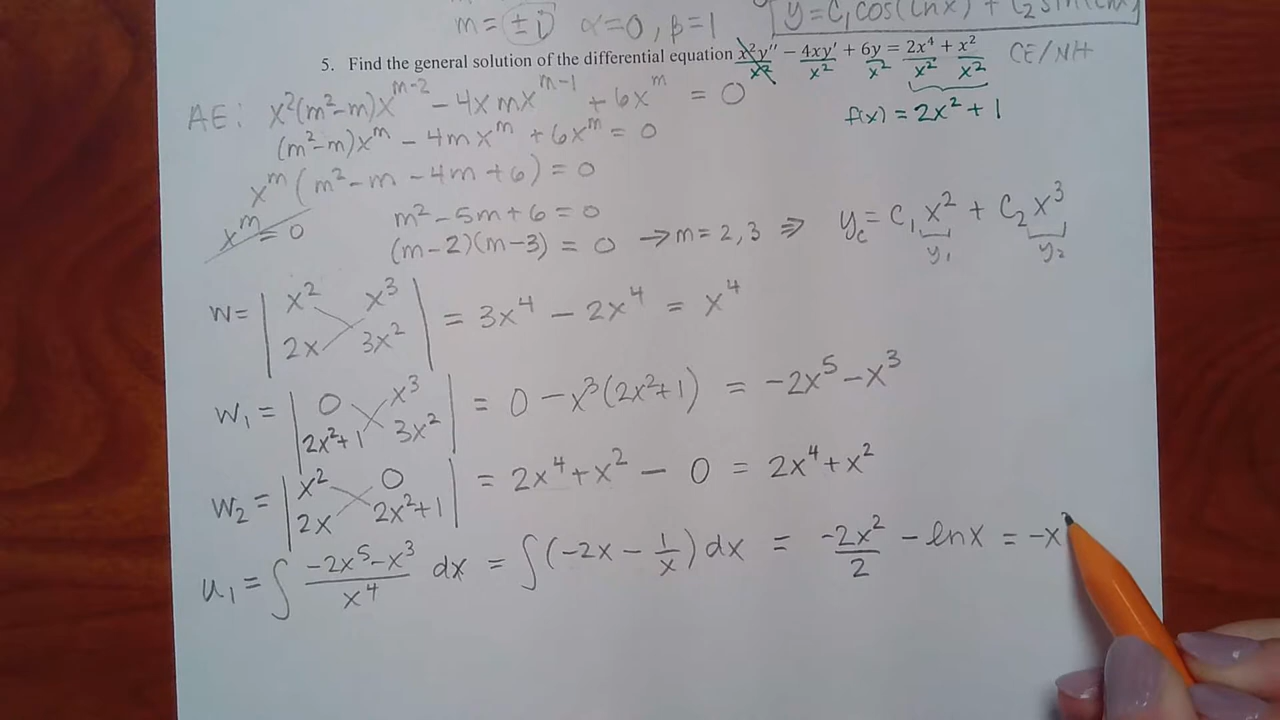 m = ±i α=0, β=1 y = C₁cos(lnx) + C₂sin(lnx)
5. Find the general solution of the differential equation x²y''/x² − 4xy'/x² + 6y/x² = 2x⁴/x² + x²/x² CE/NH
f(x) = 2x² + 1
AE: x²(m²−m)x^(m−2) − 4xmx^(m−1) + 6x^m = 0
(m²−m)x^m − 4mx^m + 6x^m = 0
x^m(m²−m−4m+6) = 0
x^m = 0 m²−5m+6 = 0
(m−2)(m−3) = 0 → m = 2, 3 ⇒ y_c = C₁x² + C₂x³
y₁ y₂
W = |x² x³; 2x 3x²| = 3x⁴ − 2x⁴ = x⁴
W₁ = |0 x³; 2x²+1 3x²| = 0 − x³(2x²+1) = −2x⁵ − x³
W₂ = |x² 0; 2x 2x²+1| = 2x⁴ + x² − 0 = 2x⁴ + x²
u₁ = ∫ (−2x⁵−x³)/x⁴ dx = ∫(−2x − 1/x)dx = −2x²/2 − lnx = −x